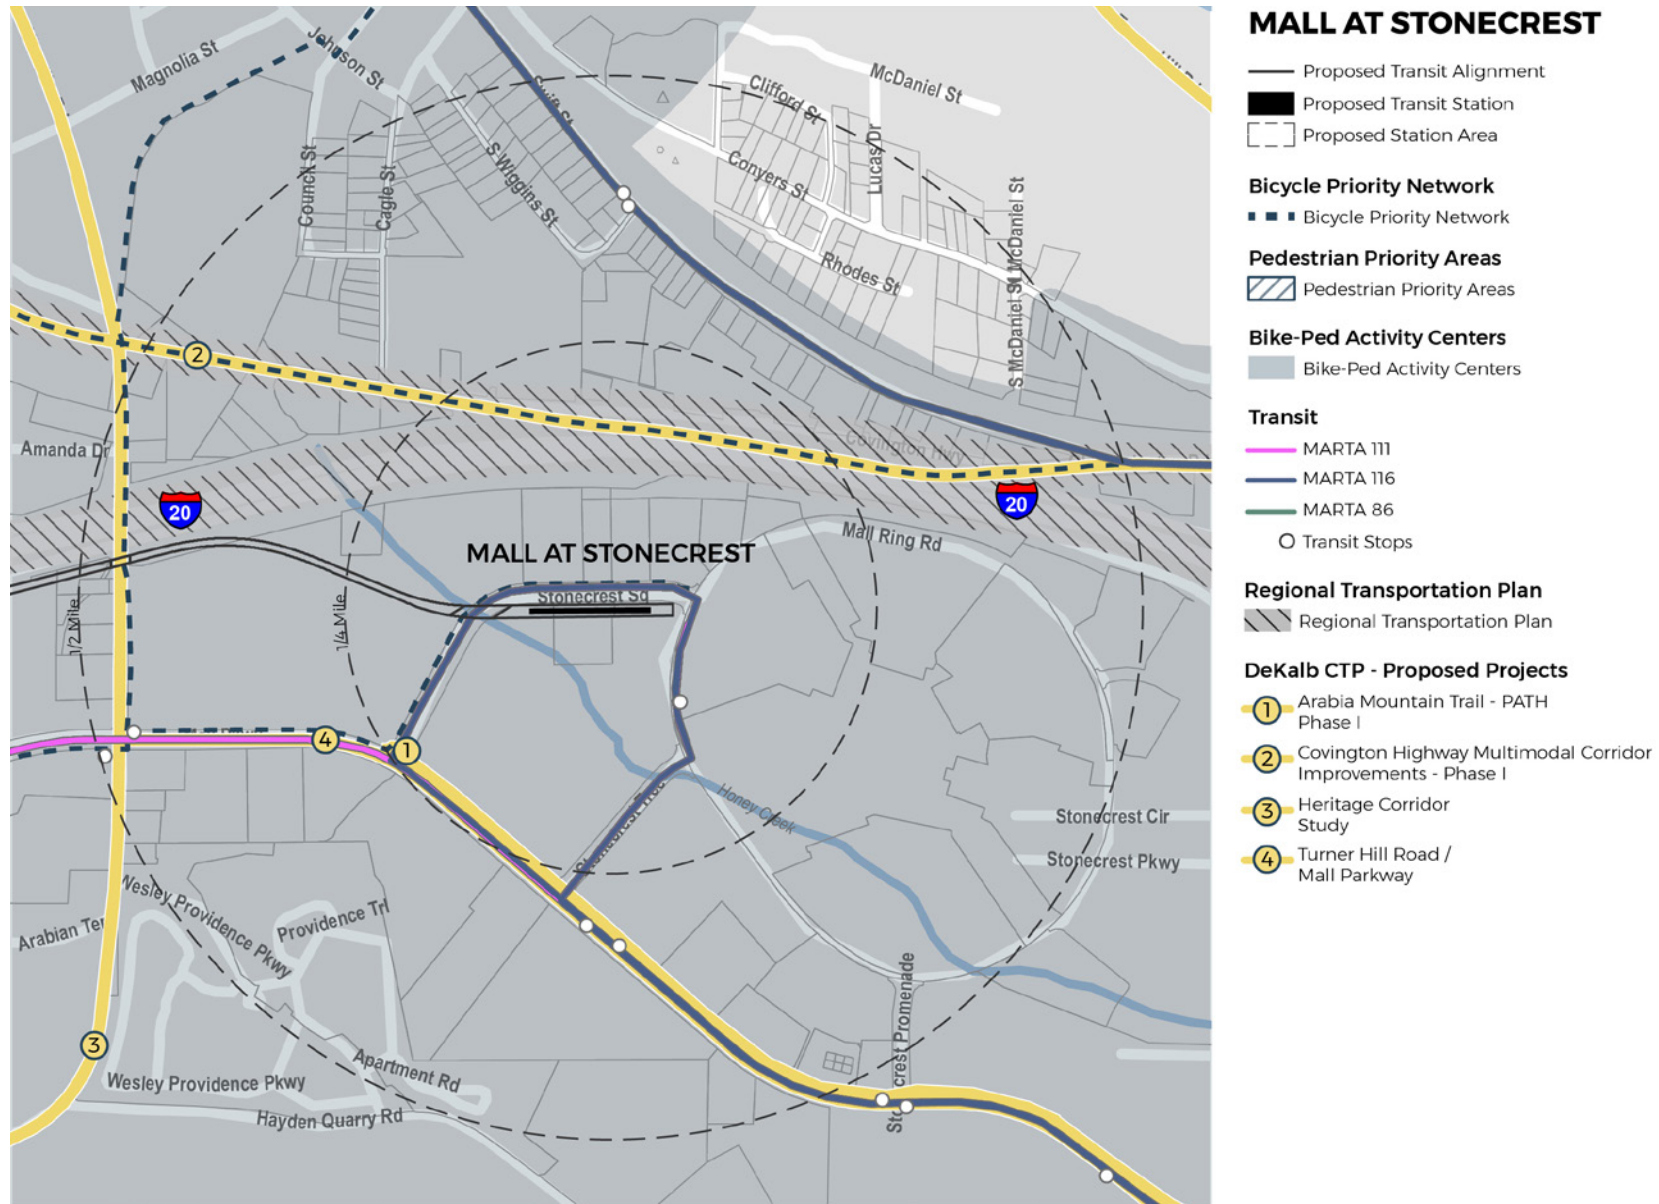 MALL AT STONECREST
Proposed Transit Alignment
Proposed Transit Station
Proposed Station Area
Bicycle Priority Network
Bicycle Priority Network
Pedestrian Priority Areas
Pedestrian Priority Areas
Bike-Ped Activity Centers
Bike-Ped Activity Centers
Transit
MARTA 111
MARTA 116
MARTA 86
Transit Stops
Regional Transportation Plan
Regional Transportation Plan
DeKalb CTP - Proposed Projects
1
Arabia Mountain Trail - PATH
Phase I
2
Covington Highway Multimodal Corridor
Improvements - Phase I
3
Heritage Corridor
Study
4
Turner Hill Road /
Mall Parkway
Magnolia St
Johnson St
Swift St
McDaniel St
Clifford St
Lucas Dr
Council St
Cagle St
S Wiggins St
Conyers St
S McDaniel St
S McDaniel St
Rhodes St
2
Amanda Dr
Covington Hwy
20
20
Mall Ring Rd
MALL AT STONECREST
Stonecrest Sq
1/2 Mile
1/4 Mile
4
1
Honey Creek
Stonecrest Cir
Stonecrest Pkwy
Wesley Providence Pkwy
Providence Trl
Arabian Ter
3
Apartment Rd
Wesley Providence Pkwy
Hayden Quarry Rd
crest Promenade